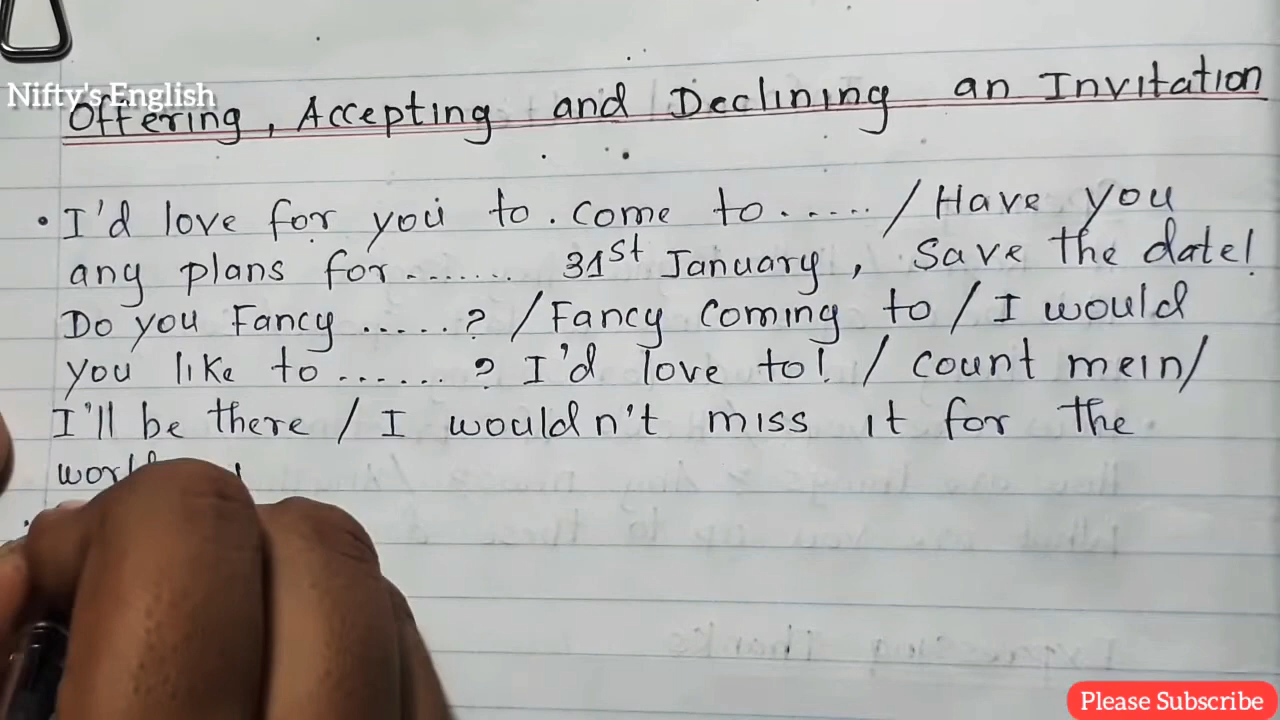 Nifty's English
Offering, Accepting and Declining an Invitation
• I'd love for you to. come to..... / Have you
any plans for....... 31st January, Save the date!
Do you Fancy .....? / Fancy coming to / I would
you like to ......? I'd love to! / count mein/
I'll be there / I wouldn't miss it for the
Please Subscribe